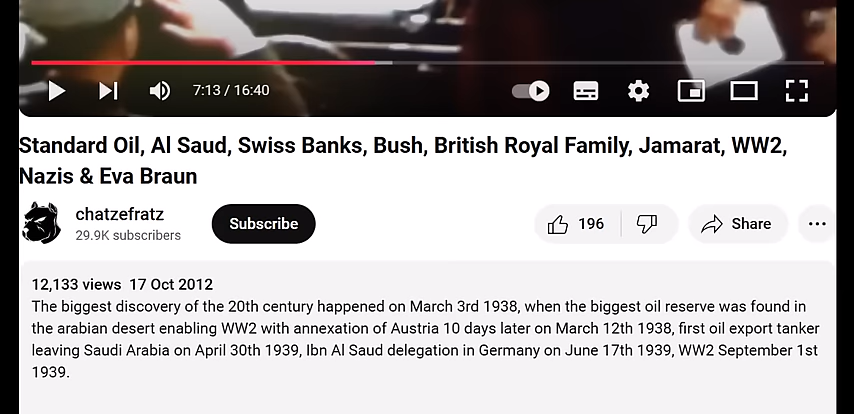 7:13 / 16:40
Standard Oil, Al Saud, Swiss Banks, Bush, British Royal Family, Jamarat, WW2,
Nazis & Eva Braun
chatzefratz
29.9K subscribers
Subscribe
196
Share
12,133 views 17 Oct 2012
The biggest discovery of the 20th century happened on March 3rd 1938, when the biggest oil reserve was found in
the arabian desert enabling WW2 with annexation of Austria 10 days later on March 12th 1938, first oil export tanker
leaving Saudi Arabia on April 30th 1939, Ibn Al Saud delegation in Germany on June 17th 1939, WW2 September 1st
1939.